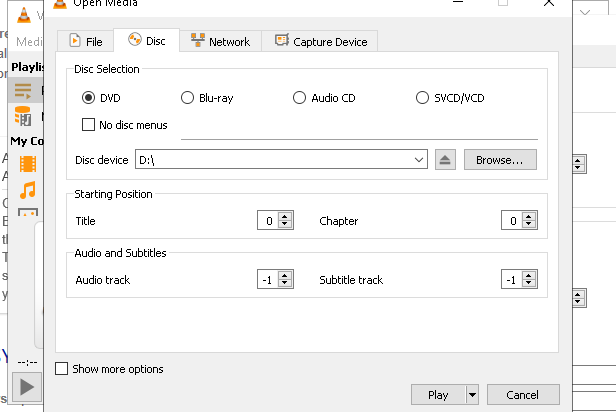 Open Media
Medi
File
Disc
Network
Capture Device
Playlis
My Co
Disc Selection
DVD
Blu-ray
Audio CD
SVCD/VCD
No disc menus
Disc device
D:\
Browse...
Starting Position
Title
0
Chapter
0
Audio and Subtitles
Audio track
-1
Subtitle track
-1
--:--
Show more options
Play
Cancel